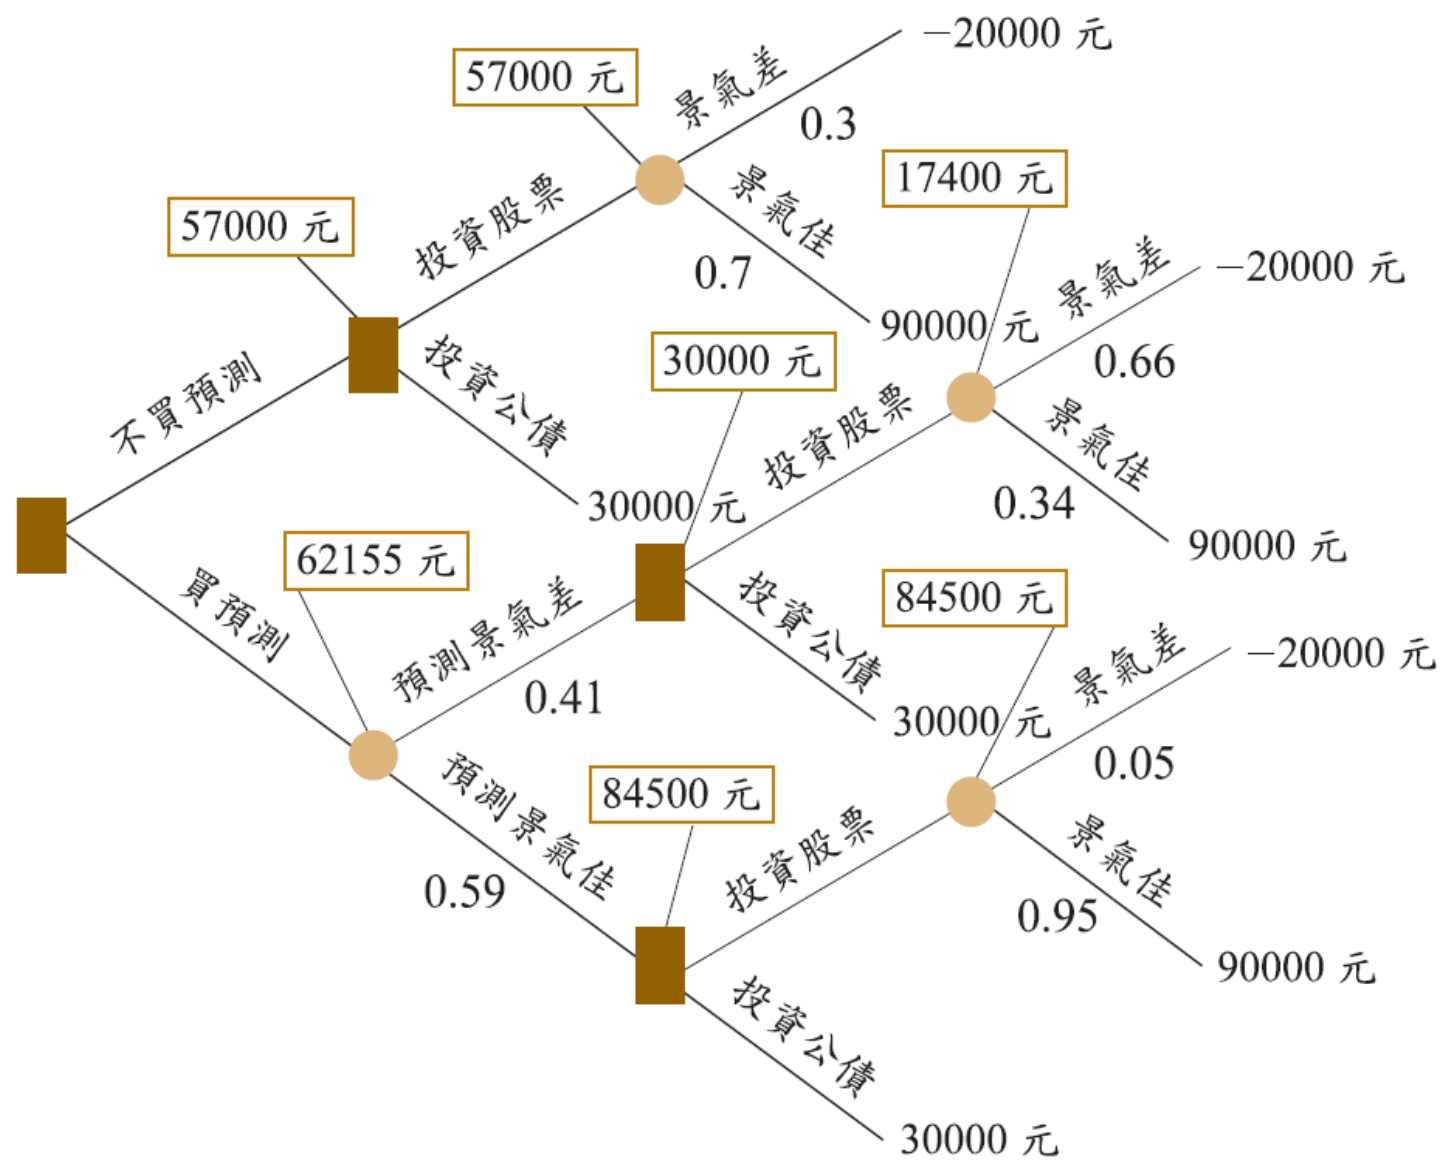 −20000 元
57000 元
景氣差
0.3
景氣佳
17400 元
57000 元
投資股票
0.7
景氣差
−20000 元
90000 元
投資公債
30000 元
0.66
不買預測
投資股票
景氣佳
30000 元
0.34
90000 元
62155 元
買預測
預測景氣差
投資公債
84500 元
0.41
30000 元
景氣差
−20000 元
預測景氣佳
84500 元
0.05
投資股票
景氣佳
0.59
0.95
90000 元
投資公債
30000 元